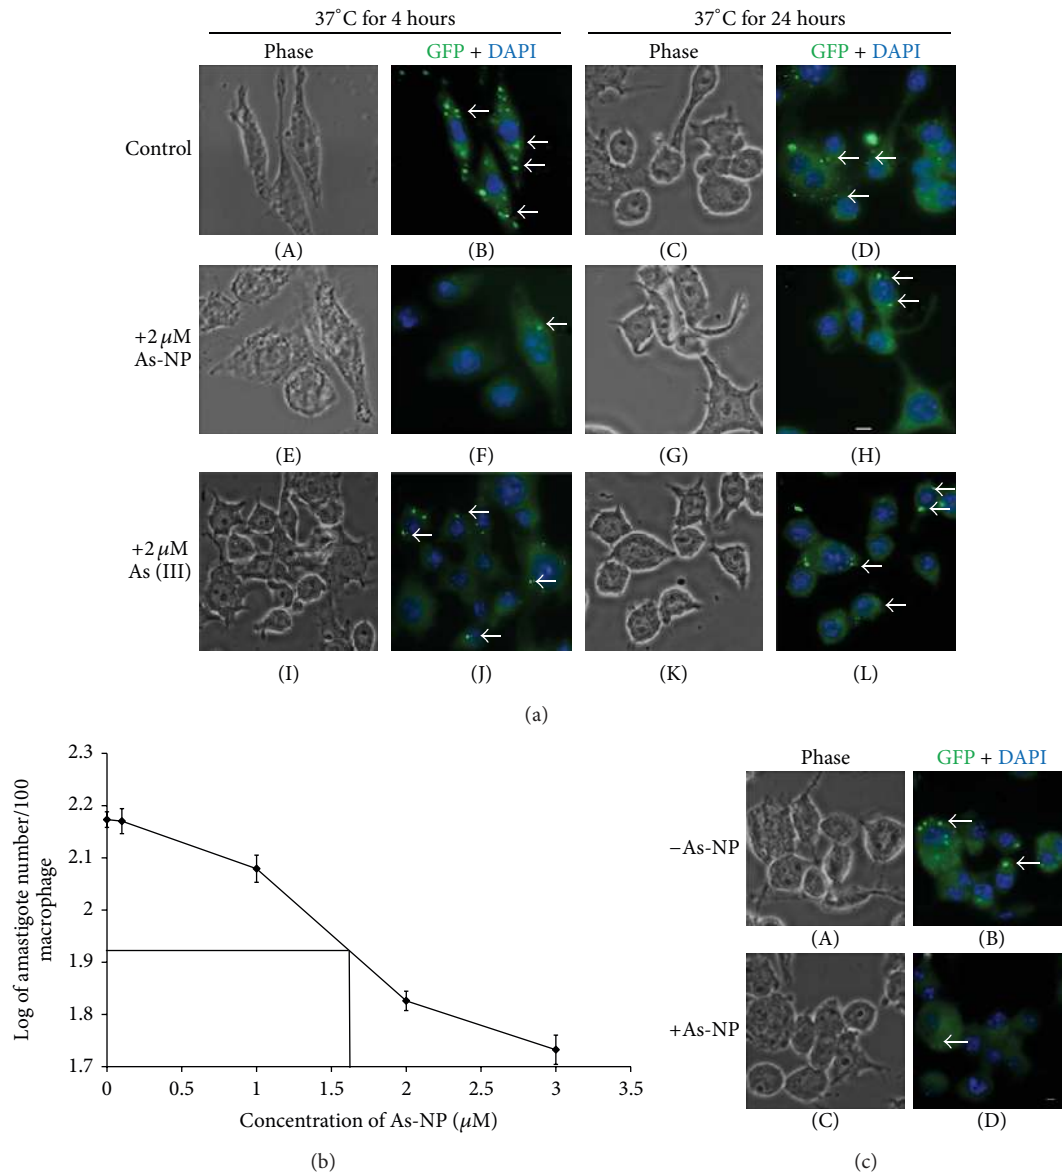 37°C for 4 hours
37°C for 24 hours
Phase
GFP + DAPI
Phase
GFP + DAPI
Control
(A)
(B)
(C)
(D)
+2 μM
As-NP
(E)
(F)
(G)
(H)
+2 μM
As (III)
(I)
(J)
(K)
(L)
(a)
Log of amastigote number/100
macrophage
2.3
2.2
2.1
2
1.9
1.8
1.7
0
0.5
1
1.5
2
2.5
3
3.5
Concentration of As-NP (μM)
(b)
Phase
GFP + DAPI
−As-NP
(A)
(B)
+As-NP
(C)
(D)
(c)